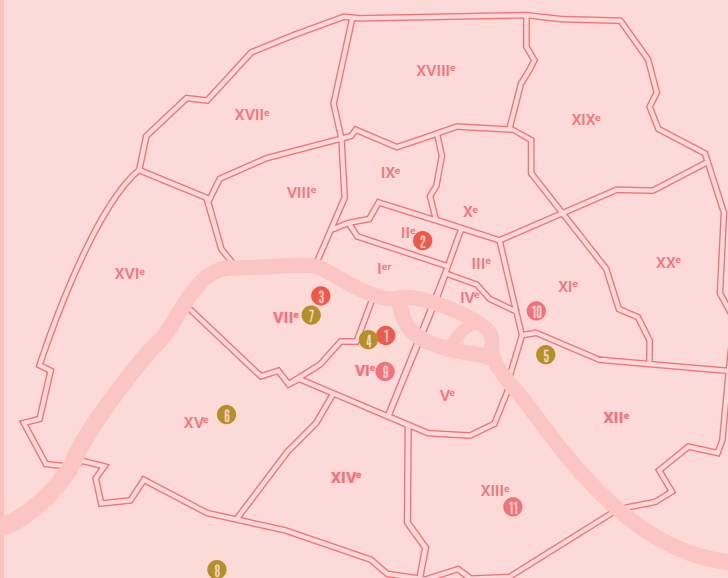 XVIIIᵉ
XVIIᵉ
XIXᵉ
IXᵉ
VIIIᵉ
Xᵉ
IIᵉ 2
XXᵉ
Iᵉʳ
IIIᵉ
XVIᵉ
XIᵉ
IVᵉ
3
10
VIIᵉ 7
4 1
5
VIᵉ 9
Vᵉ
XVᵉ 6
XIIᵉ
XIVᵉ
XIIIᵉ
11
8